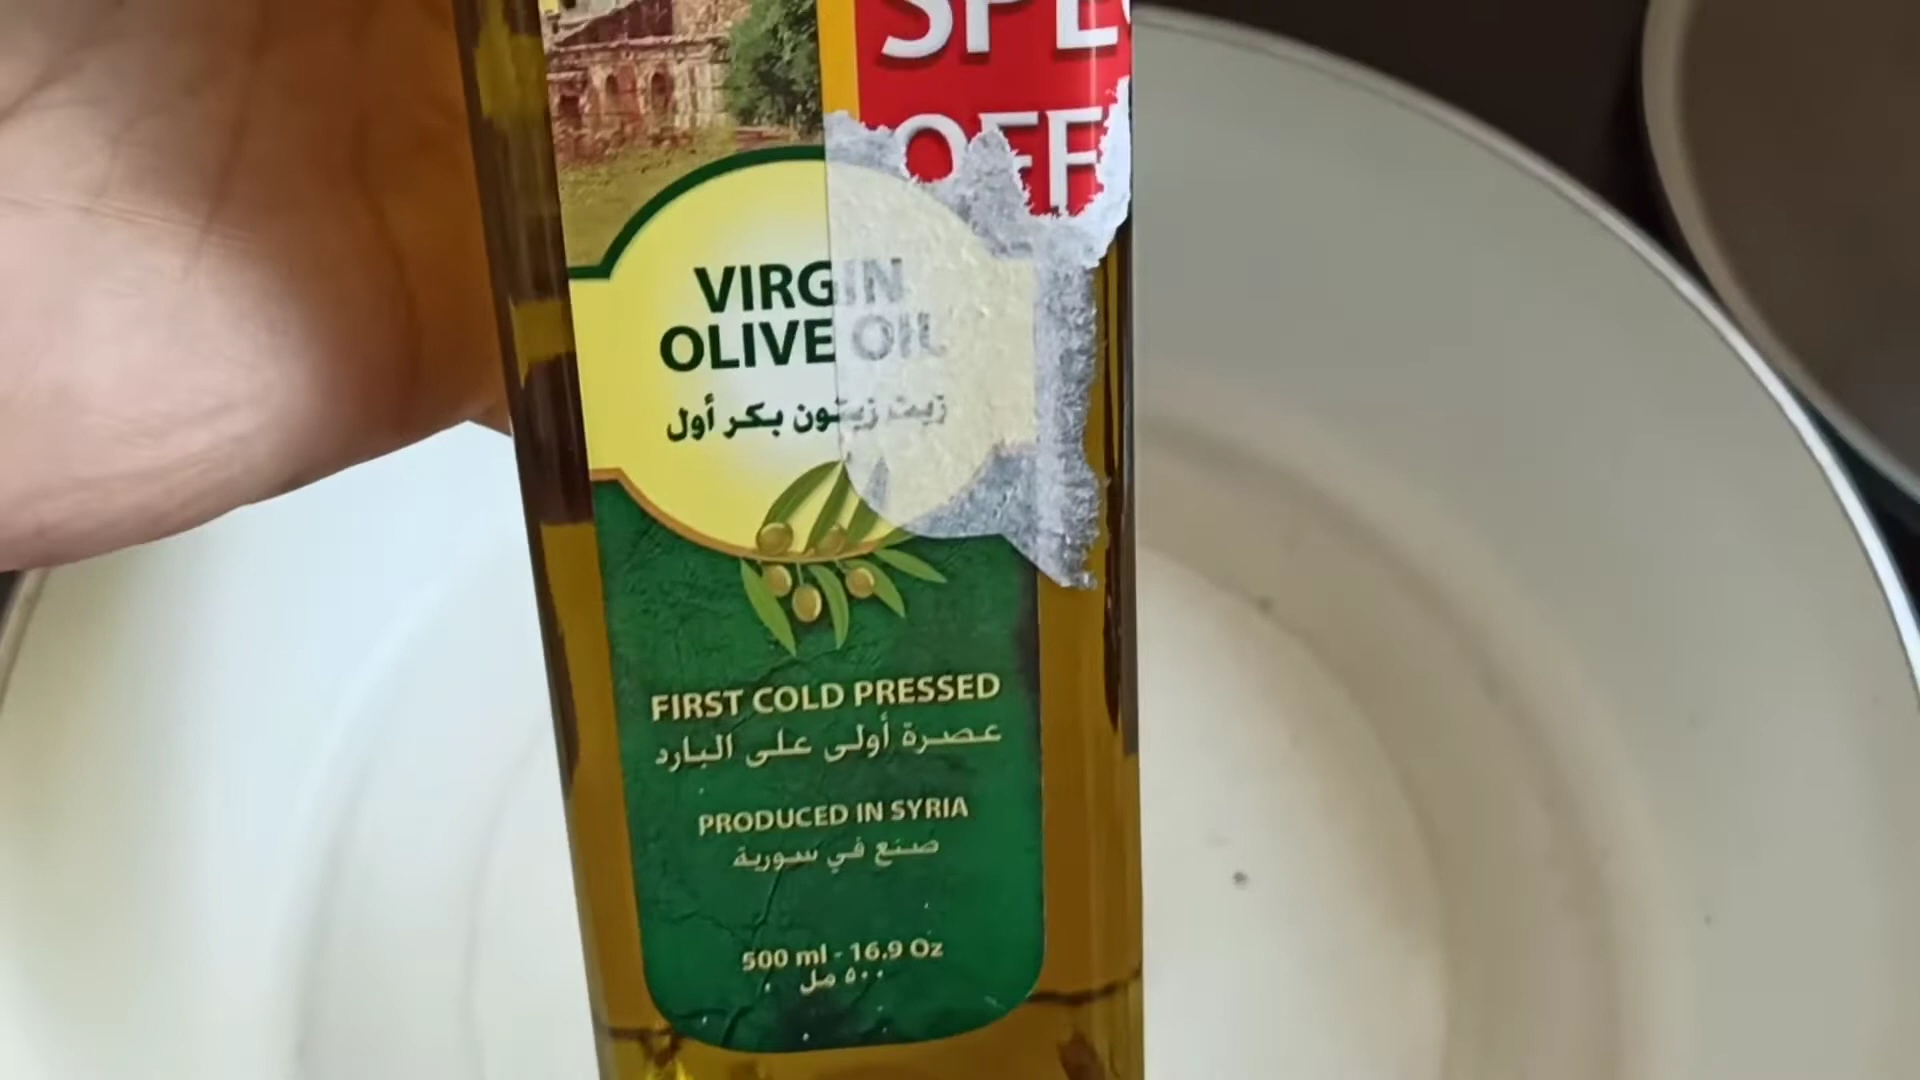 SPE
OFF
VIRGIN
OLIVE OIL
زيت زيتون بكر أول
FIRST COLD PRESSED
عصرة أولى على البارد
PRODUCED IN SYRIA
صنع في سورية
500 ml - 16.9 Oz
٥٠٠ مل